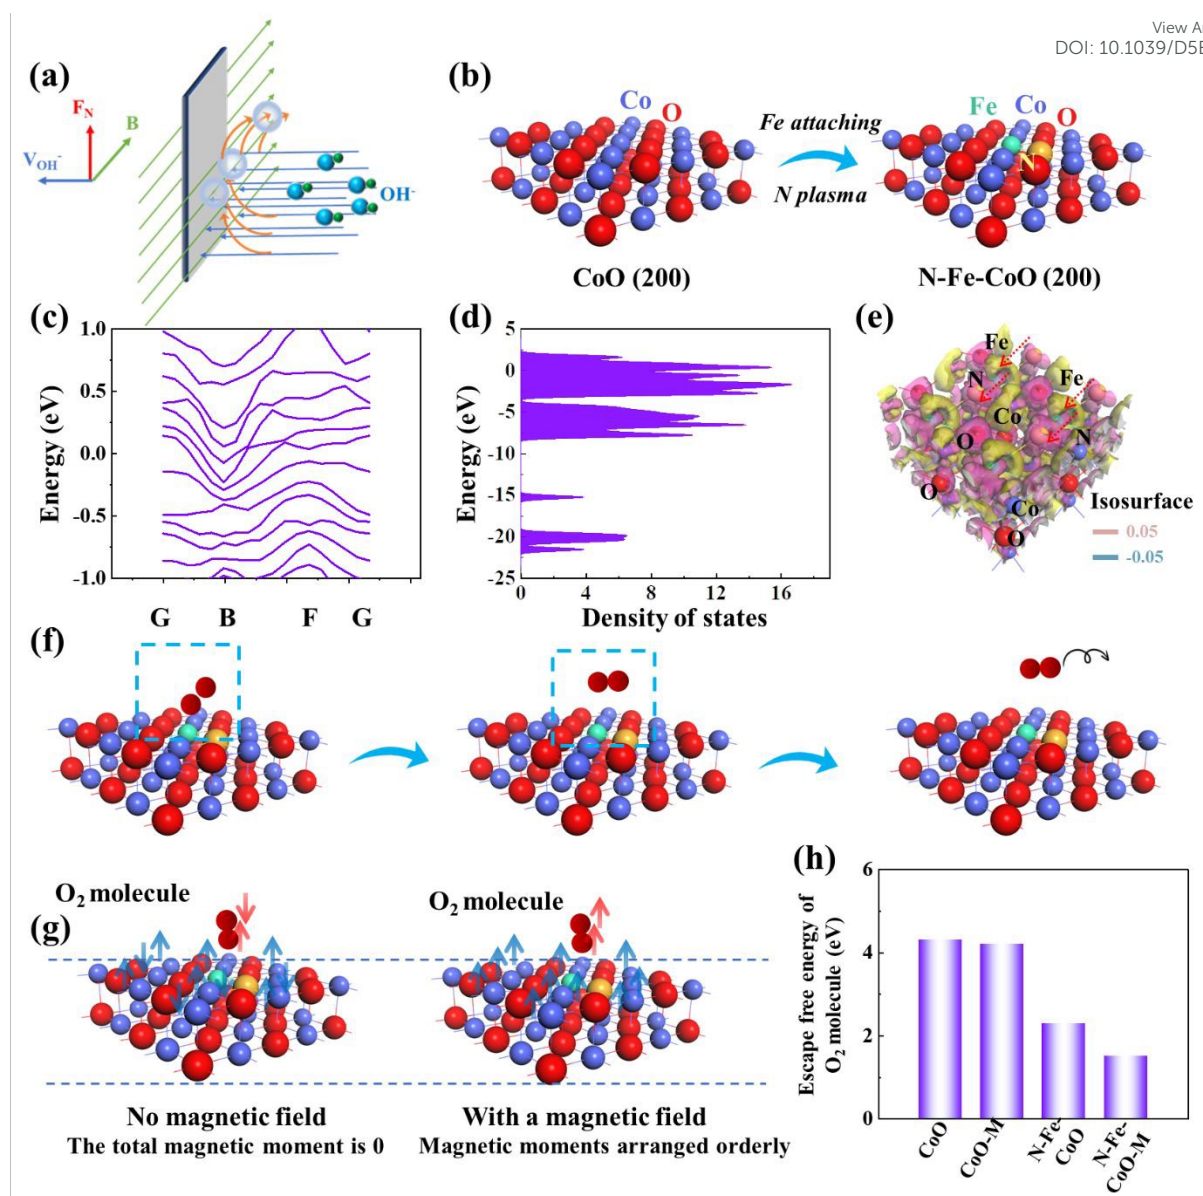 View Ar
DOI: 10.1039/D5E
(a)
F_N
B
V_OH⁻
OH⁻
(b)
Co
O
Fe attaching
N plasma
Fe
Co
O
N
CoO (200)
N-Fe-CoO (200)
(c)
1.0
0.5
0.0
-0.5
-1.0
Energy (eV)
G B F G
(d)
5
0
-5
-10
-15
-20
-25
Energy (eV)
0 4 8 12 16
Density of states
(e)
Fe
N
Fe
Co
O
N
O
Co
O
Isosurface
0.05
-0.05
(f)
(g)
O₂ molecule
O₂ molecule
No magnetic field
The total magnetic moment is 0
With a magnetic field
Magnetic moments arranged orderly
(h)
6
4
2
0
Escape free energy of
O₂ molecule (eV)
CoO
CoO-M
N-Fe-
CoO
N-Fe-
CoO-M